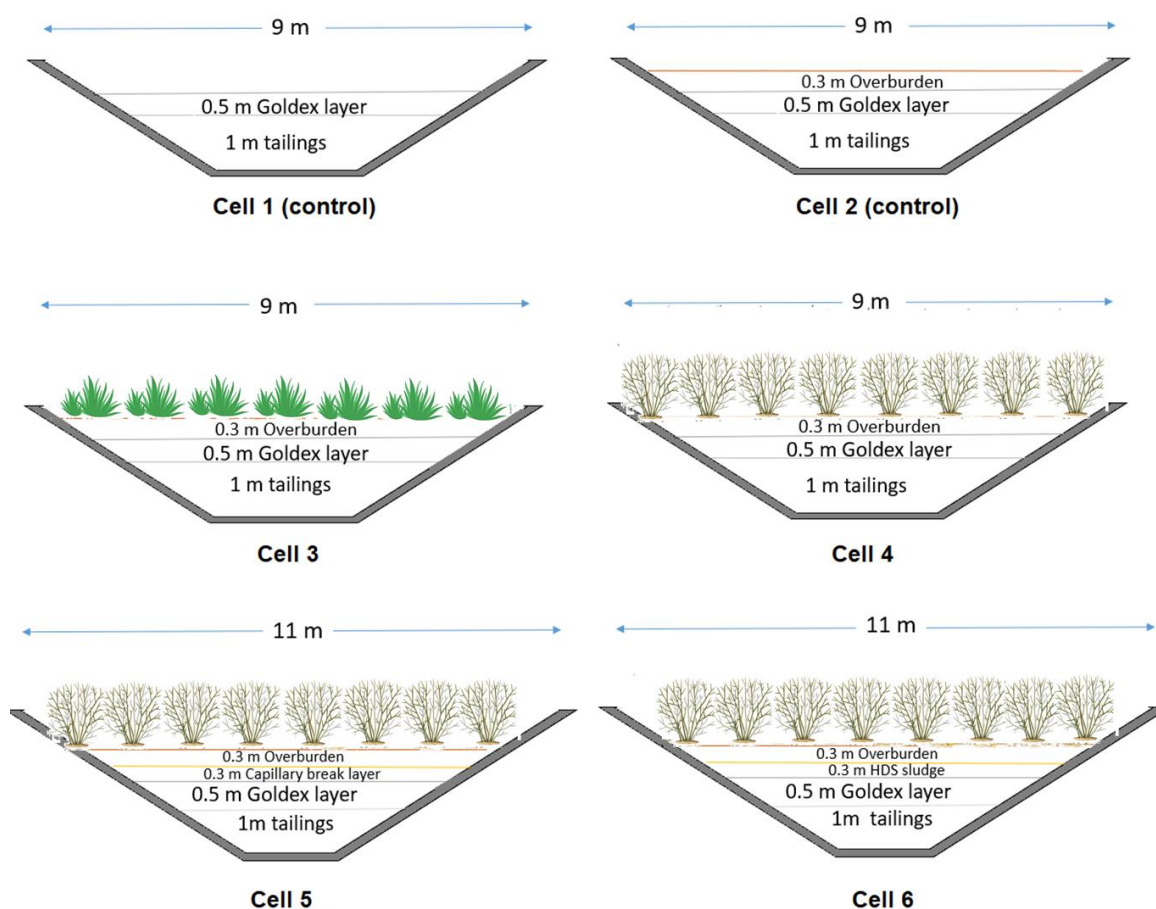 9 m
9 m
0.5 m Goldex layer
1 m tailings
0.3 m Overburden
0.5 m Goldex layer
1 m tailings
Cell 1 (control)
Cell 2 (control)
9 m
9 m
0.3 m Overburden
0.5 m Goldex layer
1 m tailings
0.3 m Overburden
0.5 m Goldex layer
1 m tailings
Cell 3
Cell 4
11 m
11 m
0.3 m Overburden
0.3 m Capillary break layer
0.5 m Goldex layer
1m tailings
0.3 m Overburden
0.3 m HDS sludge
0.5 m Goldex layer
1m tailings
Cell 5
Cell 6